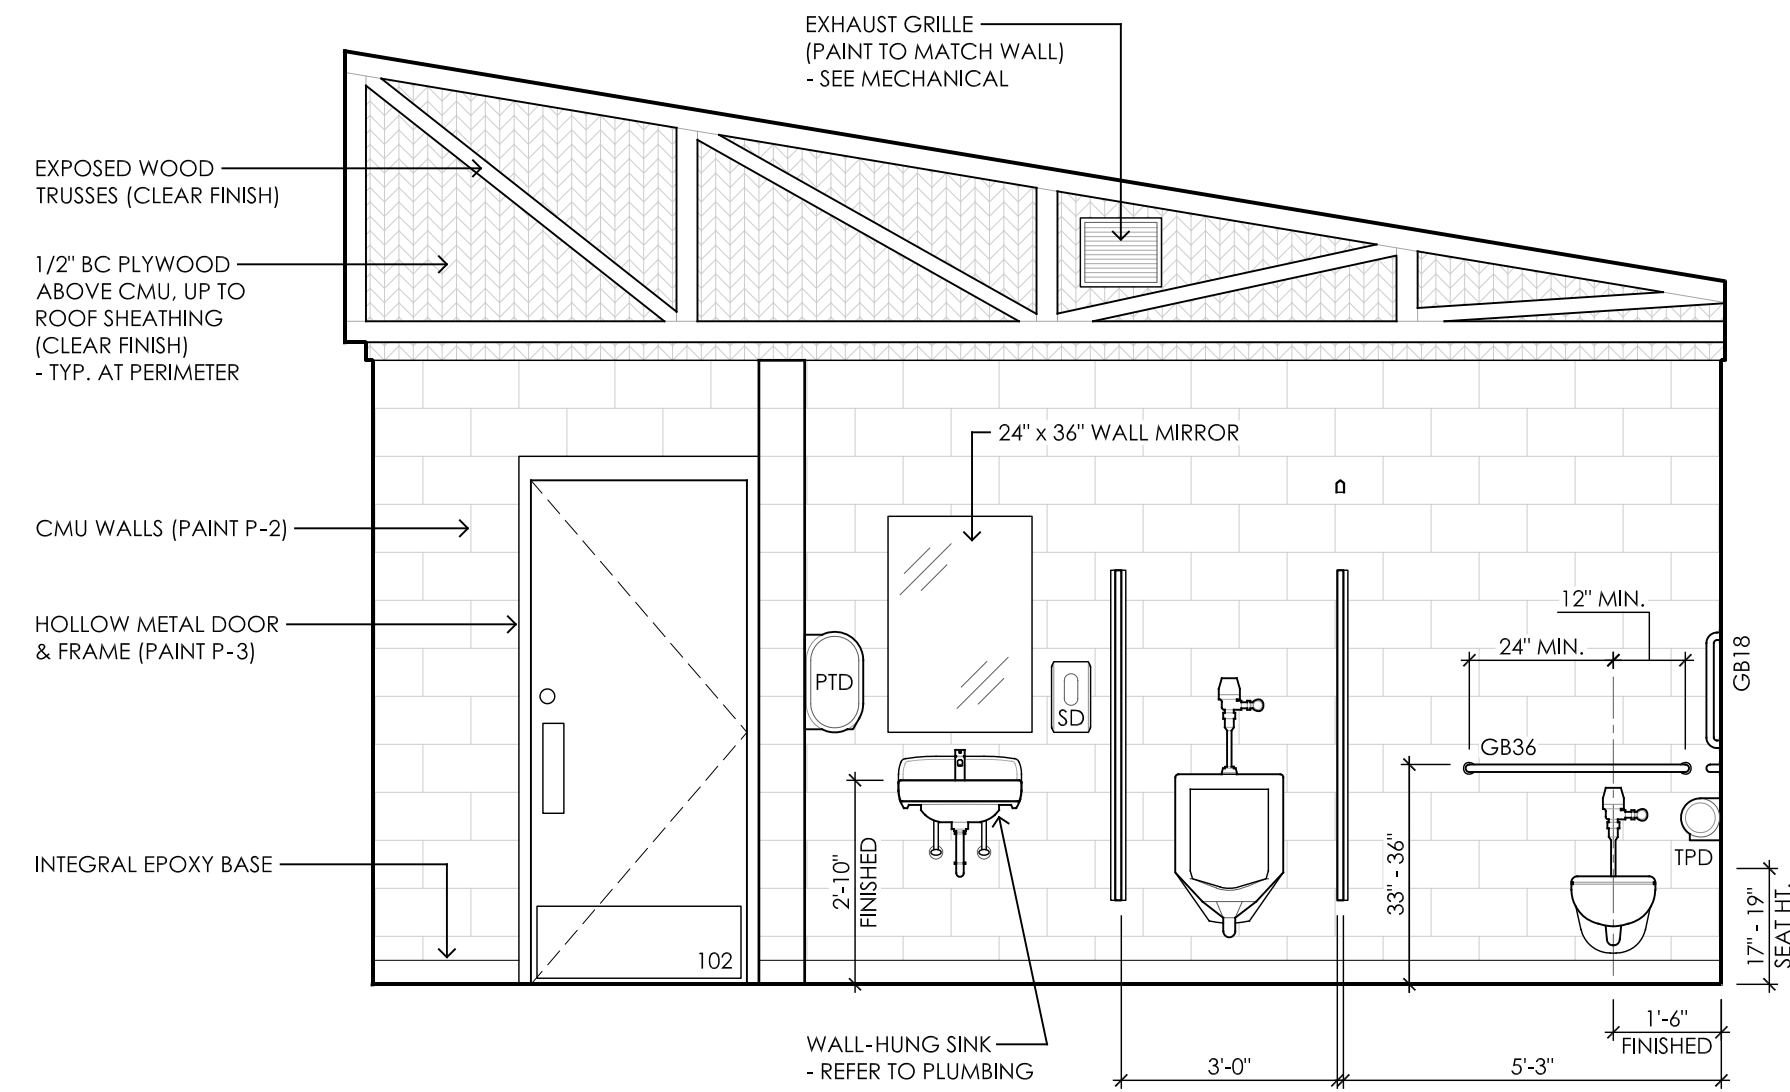 EXHAUST GRILLE
(PAINT TO MATCH WALL)
- SEE MECHANICAL
EXPOSED WOOD
TRUSSES (CLEAR FINISH)
1/2" BC PLYWOOD
ABOVE CMU, UP TO
ROOF SHEATHING
(CLEAR FINISH)
- TYP. AT PERIMETER
24" x 36" WALL MIRROR
CMU WALLS (PAINT P-2)
HOLLOW METAL DOOR
& FRAME (PAINT P-3)
12" MIN.
24" MIN.
GB18
PTD
SD
GB36
INTEGRAL EPOXY BASE
2'-10"
FINISHED
33" - 36"
TPD
17" - 19"
SEAT HT.
102
WALL-HUNG SINK
- REFER TO PLUMBING
1'-6"
FINISHED
3'-0"
5'-3"